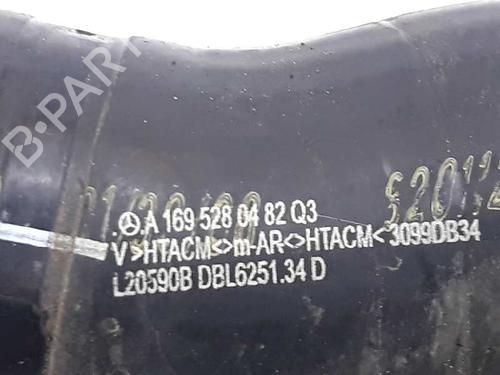 B-PARTS
A 169 528 04 82 Q3
V>HTACM<>m-AR<>HTACM<3099DB34
L20590B DBL6251.34 D